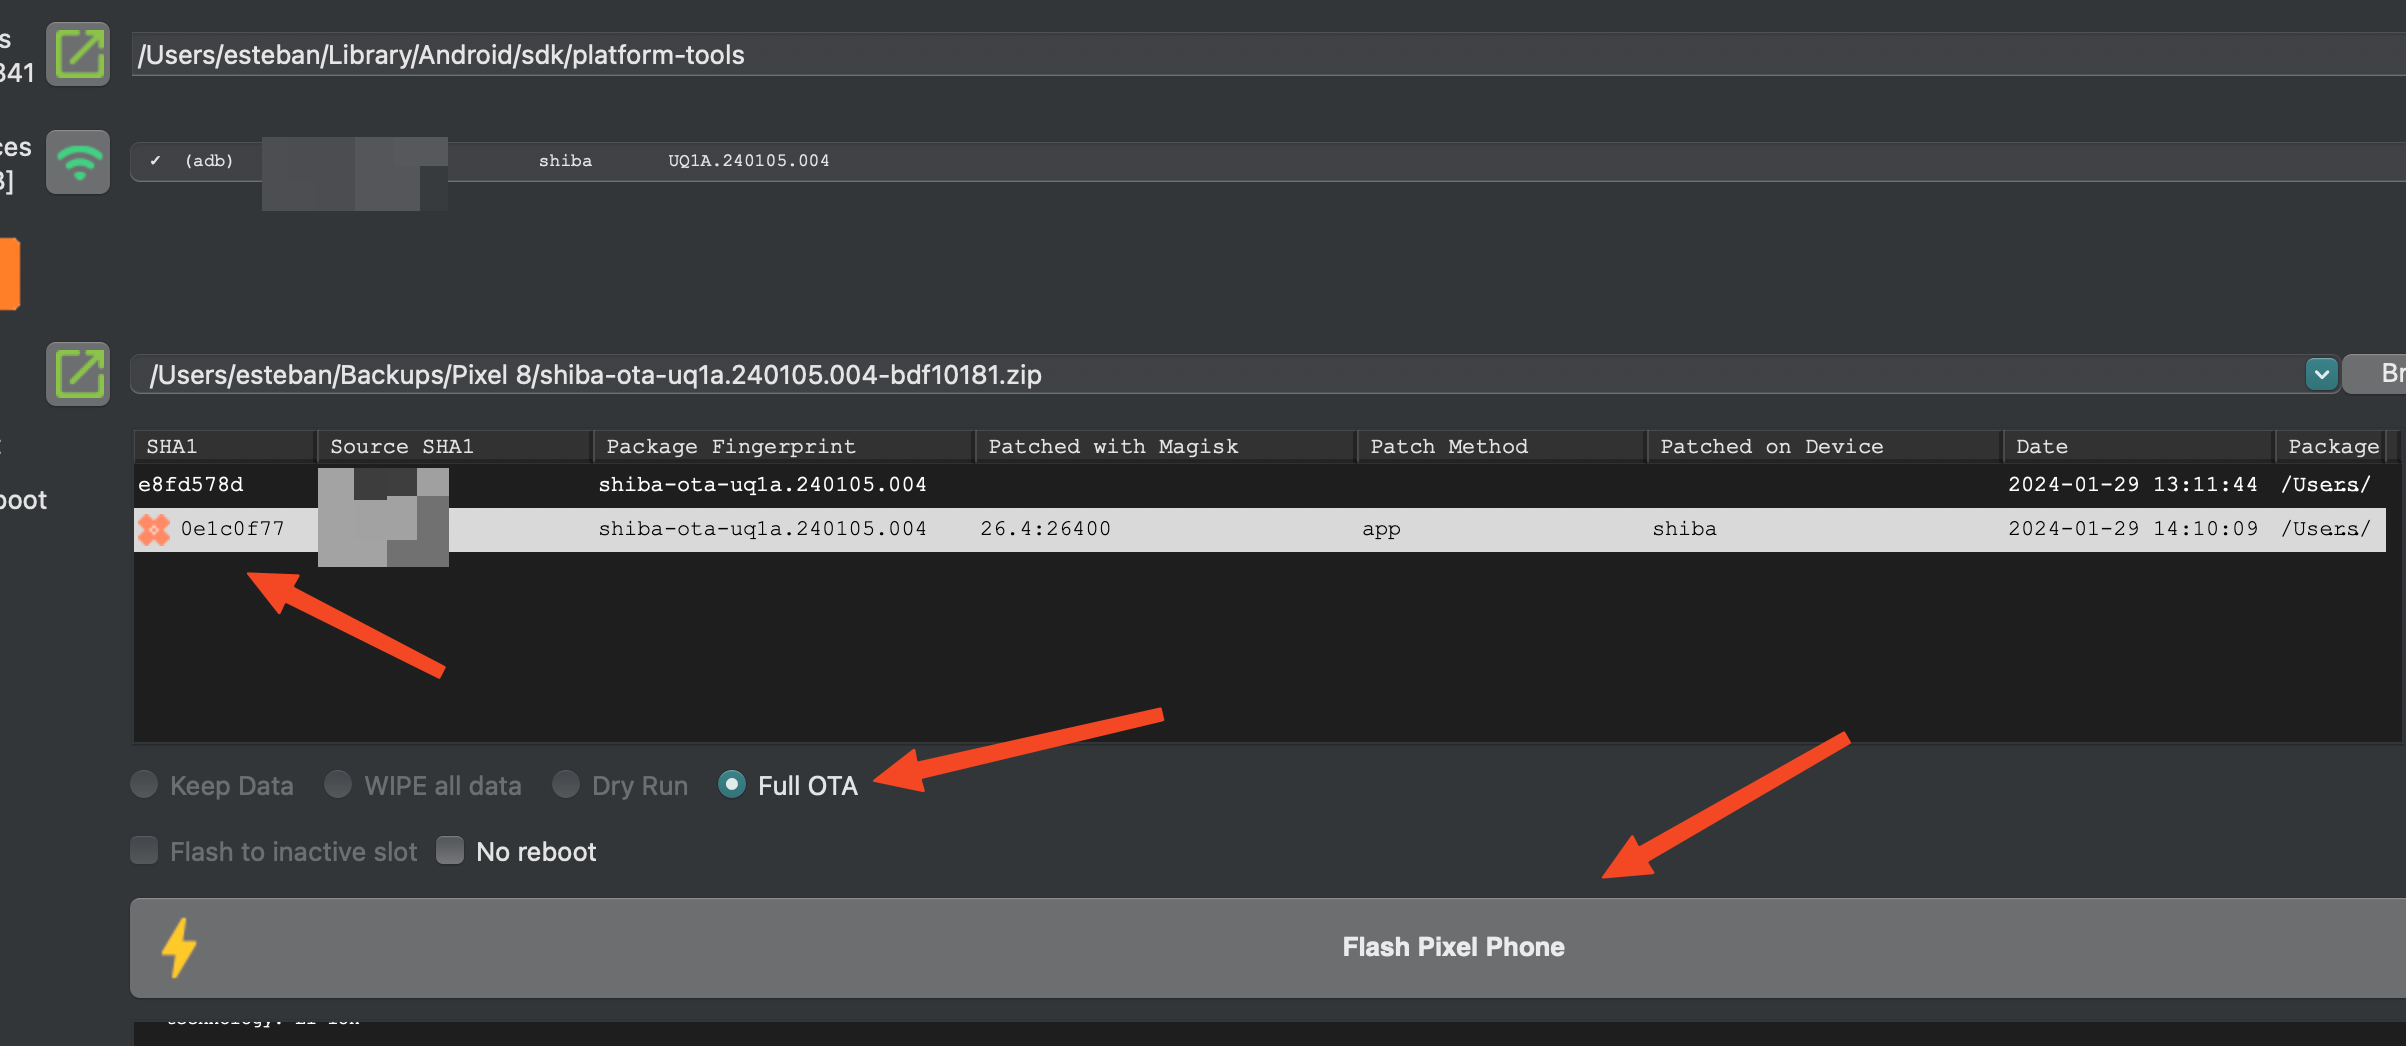 s
341
/Users/esteban/Library/Android/sdk/platform-tools
ces
3]
✓ (adb) shiba UQ1A.240105.004
/Users/esteban/Backups/Pixel 8/shiba-ota-uq1a.240105.004-bdf10181.zip
Br
SHA1 Source SHA1 Package Fingerprint Patched with Magisk Patch Method Patched on Device Date Package
e8fd578d shiba-ota-uq1a.240105.004 2024-01-29 13:11:44 /Users/
0e1c0f77 shiba-ota-uq1a.240105.004 26.4:26400 app shiba 2024-01-29 14:10:09 /Users/
boot
Keep Data WIPE all data Dry Run Full OTA
Flash to inactive slot No reboot
Flash Pixel Phone